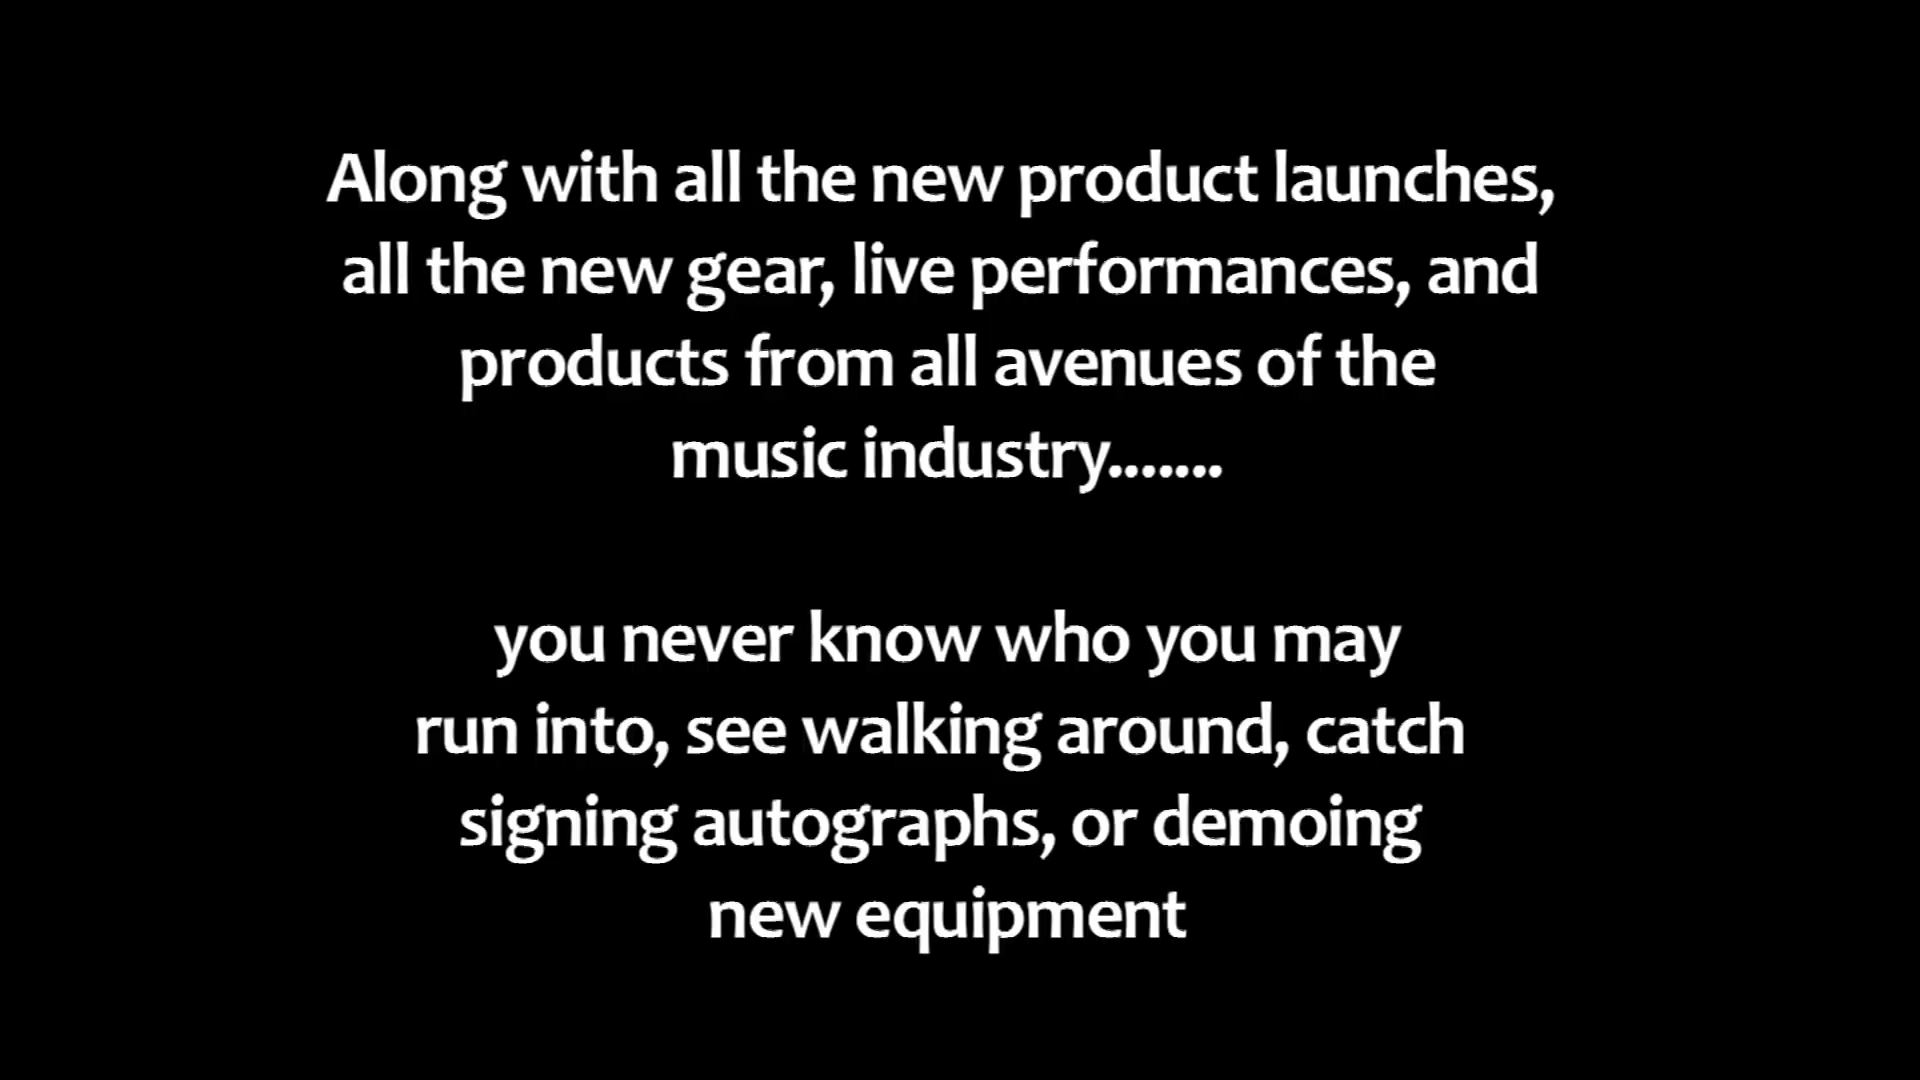 Along with all the new product launches,
all the new gear, live performances, and
products from all avenues of the
music industry.......
you never know who you may
run into, see walking around, catch
signing autographs, or demoing
new equipment